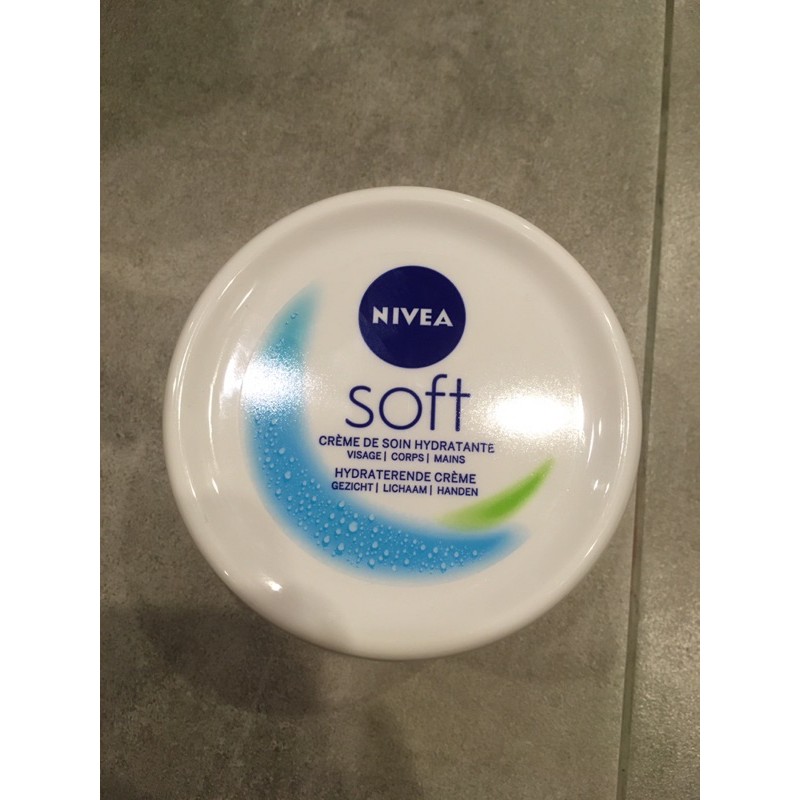 NIVEA
soft
CRÈME DE SOIN HYDRATANTE
VISAGE | CORPS | MAINS
HYDRATERENDE CRÈME
GEZICHT | LICHAAM | HANDEN